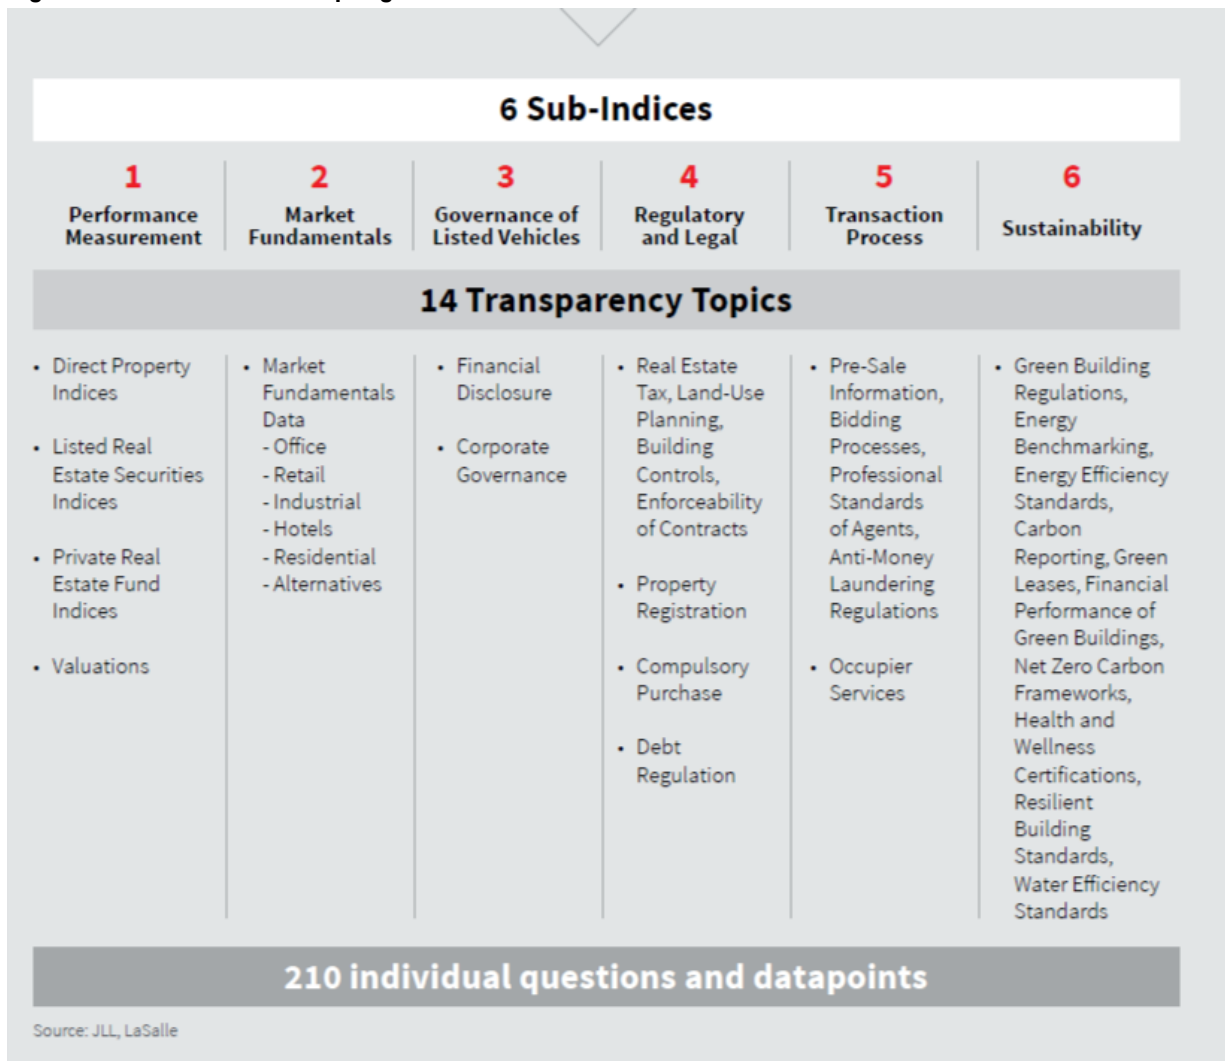 6 Sub-Indices
1
Performance
Measurement
2
Market
Fundamentals
3
Governance of
Listed Vehicles
4
Regulatory
and Legal
5
Transaction
Process
6
Sustainability
14 Transparency Topics
• Direct Property
Indices
• Listed Real
Estate Securities
Indices
• Private Real
Estate Fund
Indices
• Valuations
• Market
Fundamentals
Data
- Office
- Retail
- Industrial
- Hotels
- Residential
- Alternatives
• Financial
Disclosure
• Corporate
Governance
• Real Estate
Tax, Land-Use
Planning,
Building
Controls,
Enforceability
of Contracts
• Property
Registration
• Compulsory
Purchase
• Debt
Regulation
• Pre-Sale
Information,
Bidding
Processes,
Professional
Standards
of Agents,
Anti-Money
Laundering
Regulations
• Occupier
Services
• Green Building
Regulations,
Energy
Benchmarking,
Energy Efficiency
Standards,
Carbon
Reporting, Green
Leases, Financial
Performance of
Green Buildings,
Net Zero Carbon
Frameworks,
Health and
Wellness
Certifications,
Resilient
Building
Standards,
Water Efficiency
Standards
210 individual questions and datapoints
Source: JLL, LaSalle